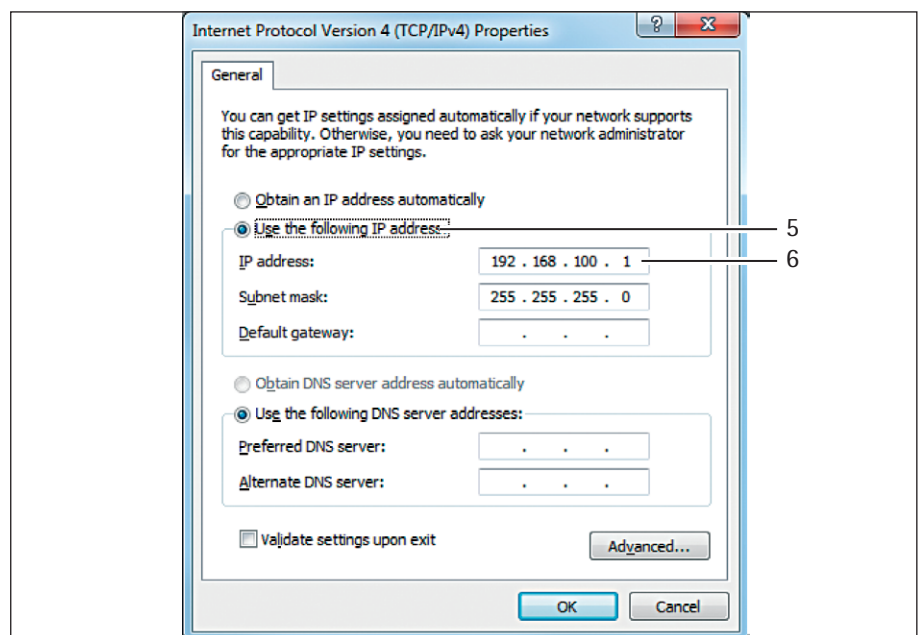 Internet Protocol Version 4 (TCP/IPv4) Properties
General
You can get IP settings assigned automatically if your network supports
this capability. Otherwise, you need to ask your network administrator
for the appropriate IP settings.
Obtain an IP address automatically
Use the following IP address: 5
IP address: 192 . 168 . 100 . 1 6
Subnet mask: 255 . 255 . 255 . 0
Default gateway: . . .
Obtain DNS server address automatically
Use the following DNS server addresses:
Preferred DNS server: . . .
Alternate DNS server: . . .
Validate settings upon exit
Advanced...
OK Cancel